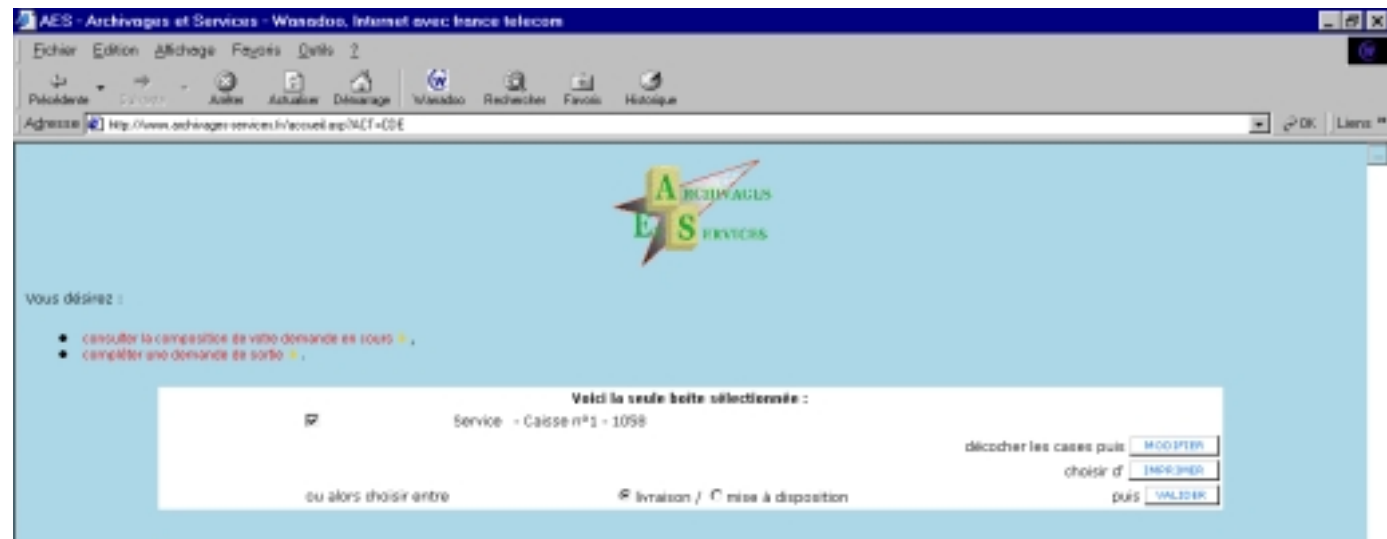 AES - Archivages et Services - Wanadoo, Internet avec france telecom
Fichier Edition Affichage Favoris Outils ?
Précédente Suivante Arrêter Actualiser Démarrage Wanadoo Rechercher Favoris Historique
Adresse http://www.archivages-services.fr/accueil.asp?ACT=CDE OK Liens »
ARCHIVAGES
E SERVICES
Vous désirez :
consulter la composition de votre demande en cours .
compléter une demande de sortie .
Voici la seule boîte sélectionnée :
Service - Caisse n°1 - 1058
décocher les cases puis MODIFIER
choisir d' IMPRIMER
ou alors choisir entre livraison / mise à disposition puis VALIDER